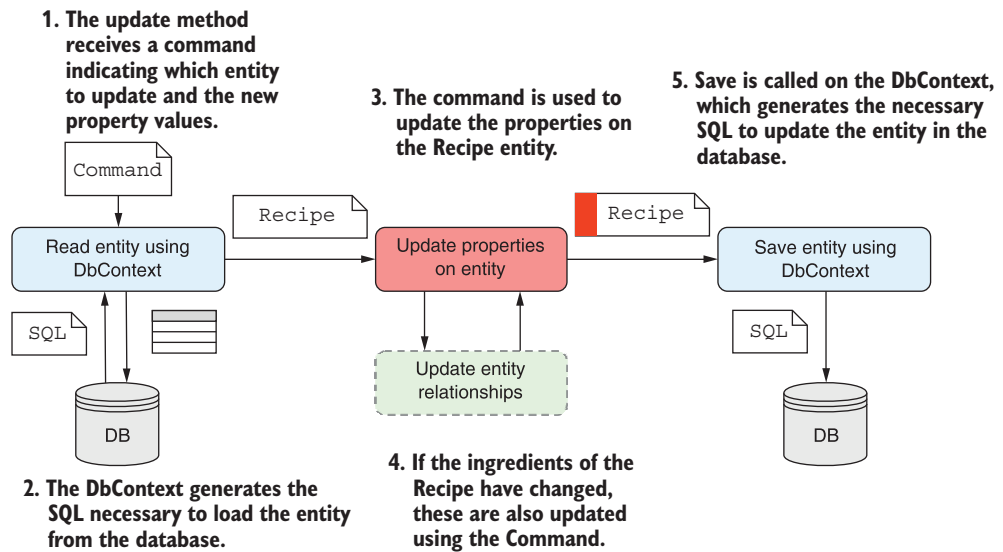 1. The update method
receives a command
indicating which entity
to update and the new
property values.
Command
Read entity using
DbContext
SQL
DB
2. The DbContext generates the
SQL necessary to load the entity
from the database.
Recipe
3. The command is used to
update the properties on
the Recipe entity.
Update properties
on entity
Update entity
relationships
4. If the ingredients of the
Recipe have changed,
these are also updated
using the Command.
Recipe
5. Save is called on the DbContext,
which generates the necessary
SQL to update the entity in the
database.
Save entity using
DbContext
SQL
DB